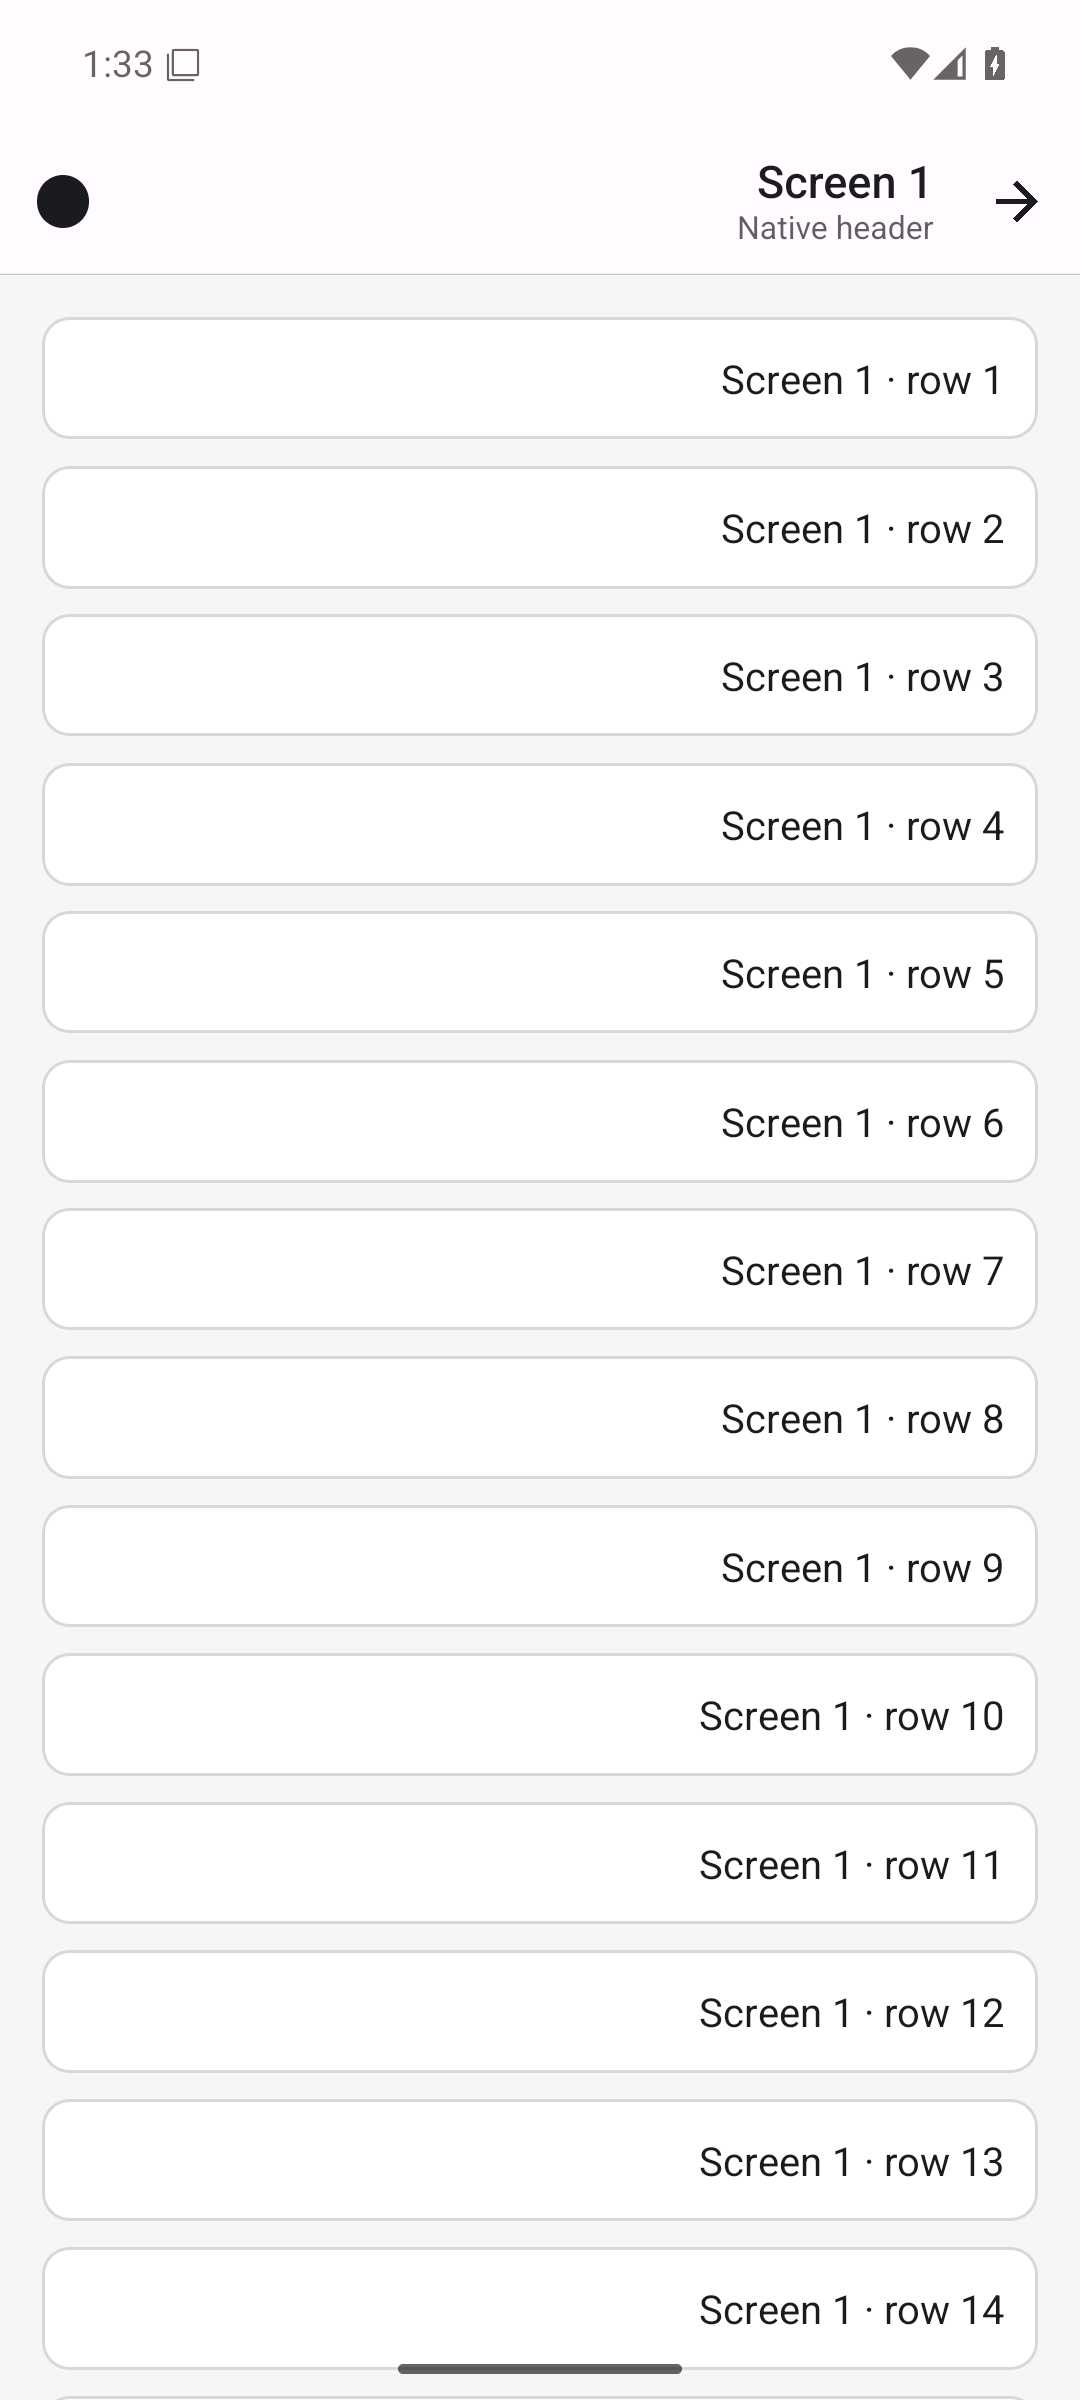 1:33
Screen 1
Native header
Screen 1 · row 1
Screen 1 · row 2
Screen 1 · row 3
Screen 1 · row 4
Screen 1 · row 5
Screen 1 · row 6
Screen 1 · row 7
Screen 1 · row 8
Screen 1 · row 9
Screen 1 · row 10
Screen 1 · row 11
Screen 1 · row 12
Screen 1 · row 13
Screen 1 · row 14